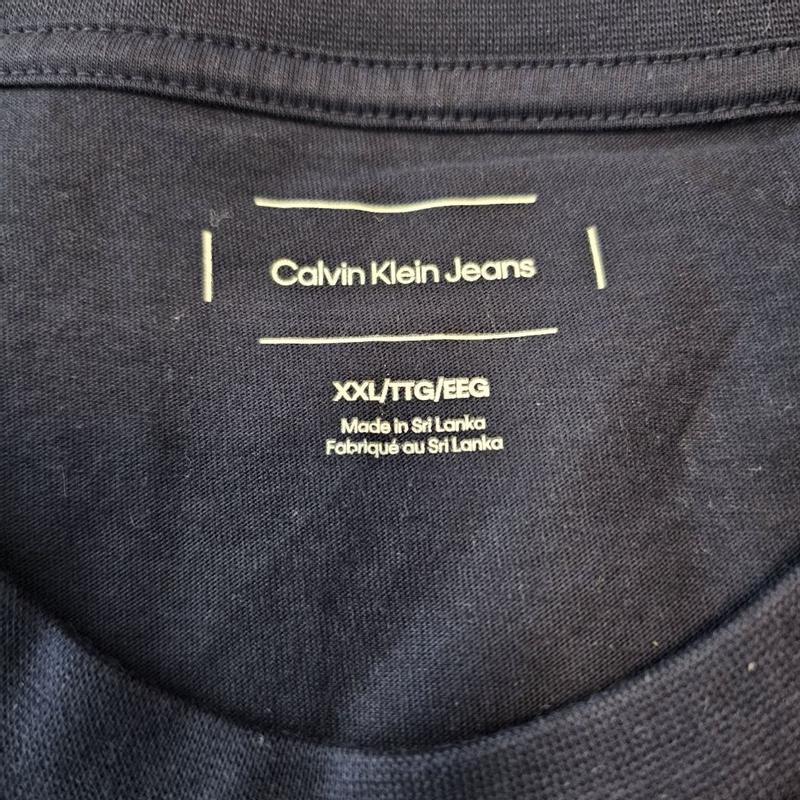 Calvin Klein Jeans
XXL/TTG/EEG
Made in Sri Lanka
Fabriqué au Sri Lanka